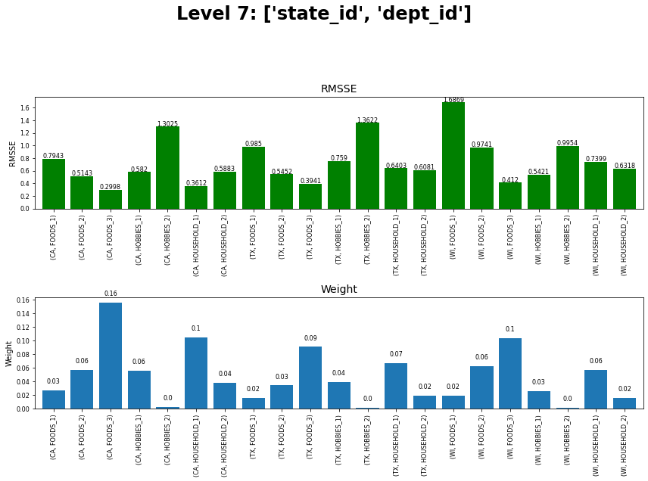 Level 7: ['state_id', 'dept_id']
RMSSE
RMSSE
1.6
1.4
1.2
1.0
0.8
0.6
0.4
0.2
0.0
0.7943
0.5143
0.2998
0.582
1.3025
0.3612
0.5883
0.985
0.5452
0.3941
0.759
1.3622
0.6403
0.6081
0.9741
0.412
0.5421
0.9954
0.7399
0.6318
(CA, FOODS_1)
(CA, FOODS_2)
(CA, FOODS_3)
(CA, HOBBIES_1)
(CA, HOBBIES_2)
(CA, HOUSEHOLD_1)
(CA, HOUSEHOLD_2)
(TX, FOODS_1)
(TX, FOODS_2)
(TX, FOODS_3)
(TX, HOBBIES_1)
(TX, HOBBIES_2)
(TX, HOUSEHOLD_1)
(TX, HOUSEHOLD_2)
(WI, FOODS_1)
(WI, FOODS_2)
(WI, FOODS_3)
(WI, HOBBIES_1)
(WI, HOBBIES_2)
(WI, HOUSEHOLD_1)
(WI, HOUSEHOLD_2)
Weight
Weight
0.16
0.14
0.12
0.10
0.08
0.06
0.04
0.02
0.00
0.03
0.06
0.16
0.06
0.0
0.1
0.04
0.02
0.03
0.09
0.04
0.0
0.07
0.02
0.02
0.06
0.1
0.03
0.0
0.06
0.02
(CA, FOODS_1)
(CA, FOODS_2)
(CA, FOODS_3)
(CA, HOBBIES_1)
(CA, HOBBIES_2)
(CA, HOUSEHOLD_1)
(CA, HOUSEHOLD_2)
(TX, FOODS_1)
(TX, FOODS_2)
(TX, FOODS_3)
(TX, HOBBIES_1)
(TX, HOBBIES_2)
(TX, HOUSEHOLD_1)
(TX, HOUSEHOLD_2)
(WI, FOODS_1)
(WI, FOODS_2)
(WI, FOODS_3)
(WI, HOBBIES_1)
(WI, HOBBIES_2)
(WI, HOUSEHOLD_1)
(WI, HOUSEHOLD_2)